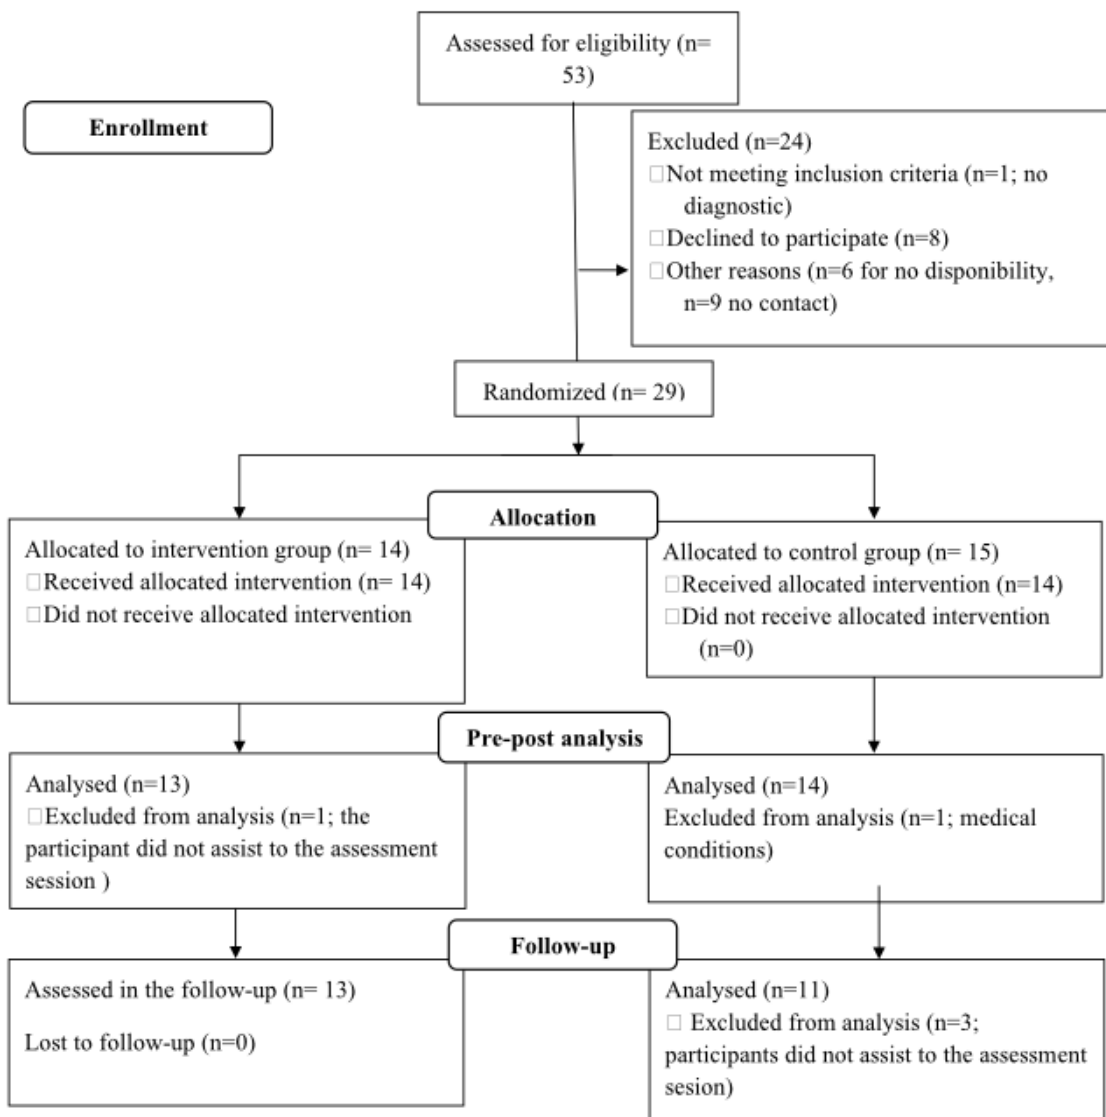 Assessed for eligibility (n=
53)
Enrollment
Excluded (n=24)
□Not meeting inclusion criteria (n=1; no
diagnostic)
□Declined to participate (n=8)
□Other reasons (n=6 for no disponibility,
n=9 no contact)
Randomized (n= 29)
Allocation
Allocated to intervention group (n= 14)
□Received allocated intervention (n= 14)
□Did not receive allocated intervention
Allocated to control group (n= 15)
□Received allocated intervention (n=14)
□Did not receive allocated intervention
(n=0)
Pre-post analysis
Analysed (n=13)
□Excluded from analysis (n=1; the
participant did not assist to the assessment
session )
Analysed (n=14)
Excluded from analysis (n=1; medical
conditions)
Follow-up
Assessed in the follow-up (n= 13)
Lost to follow-up (n=0)
Analysed (n=11)
□ Excluded from analysis (n=3;
participants did not assist to the assessment
sesion)